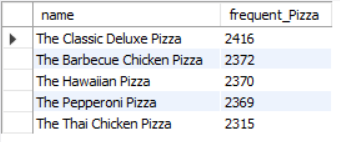 name frequent_Pizza
The Classic Deluxe Pizza 2416
The Barbecue Chicken Pizza 2372
The Hawaiian Pizza 2370
The Pepperoni Pizza 2369
The Thai Chicken Pizza 2315